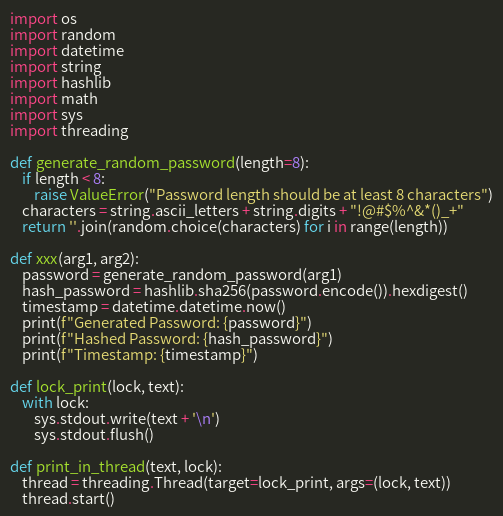 import os
import random
import datetime
import string
import hashlib
import math
import sys
import threading

def generate_random_password(length=8):
    if length < 8:
        raise ValueError("Password length should be at least 8 characters")
    characters = string.ascii_letters + string.digits + "!@#$%^&*()_+"
    return ''.join(random.choice(characters) for i in range(length))

def xxx(arg1, arg2):
    password = generate_random_password(arg1)
    hash_password = hashlib.sha256(password.encode()).hexdigest()
    timestamp = datetime.datetime.now()
    print(f"Generated Password: {password}")
    print(f"Hashed Password: {hash_password}")
    print(f"Timestamp: {timestamp}")

def lock_print(lock, text):
    with lock:
        sys.stdout.write(text + '\n')
        sys.stdout.flush()

def print_in_thread(text, lock):
    thread = threading.Thread(target=lock_print, args=(lock, text))
    thread.start()